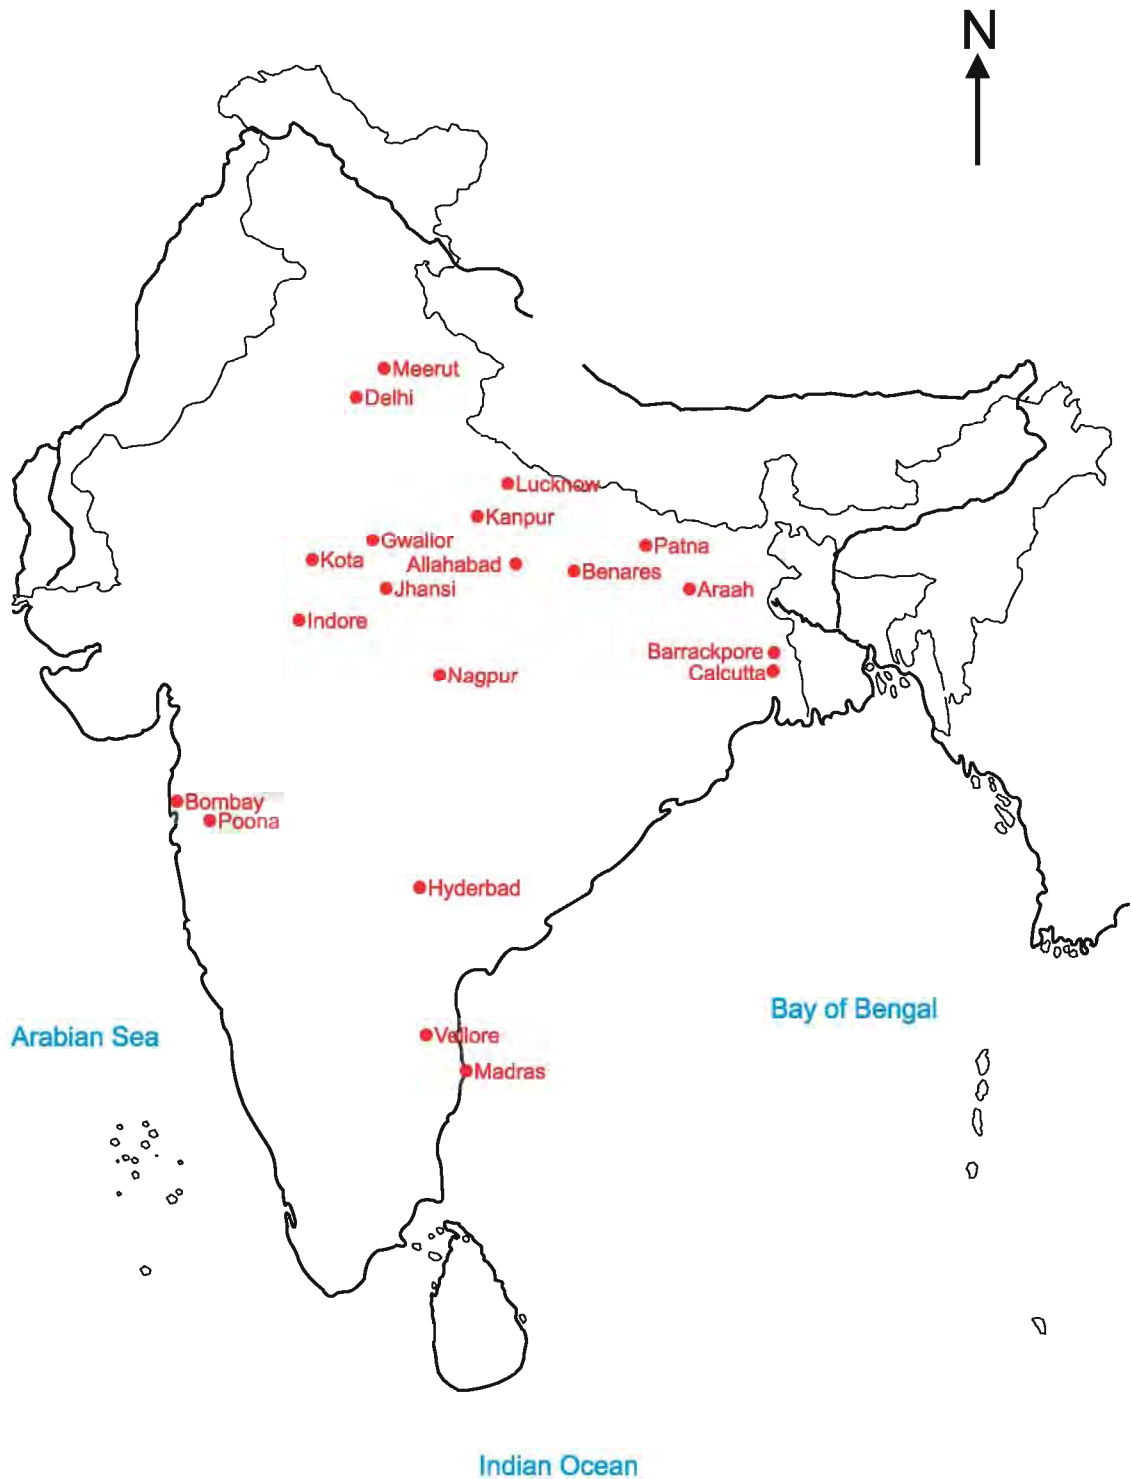 N
Meerut
Delhi
Lucknow
Kanpur
Gwalior
Patna
Kota
Allahabad
Benares
Jhansi
Araah
Indore
Barrackpore
Calcutta
Nagpur
Bombay
Poona
Hyderbad
Bay of Bengal
Arabian Sea
Vellore
Madras
Indian Ocean